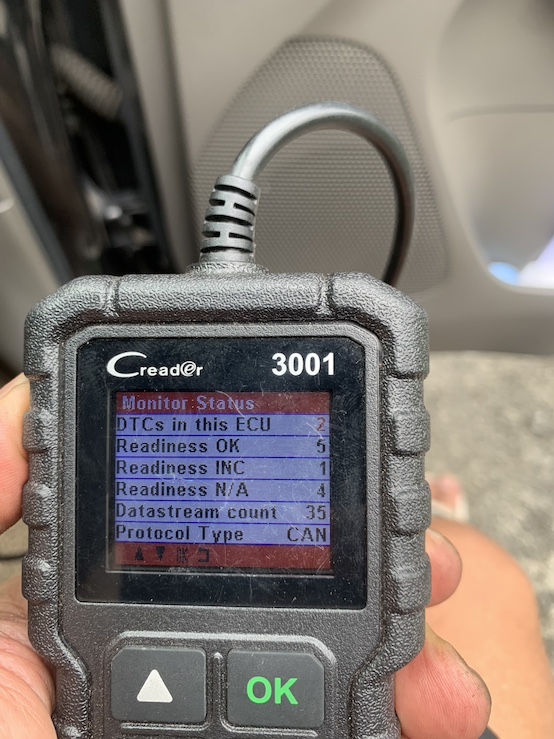 Creader 3001
Monitor Status
DTCs in this ECU 2
Readiness OK 5
Readiness INC 1
Readiness N/A 4
Datastream count 35
Protocol Type CAN
OK